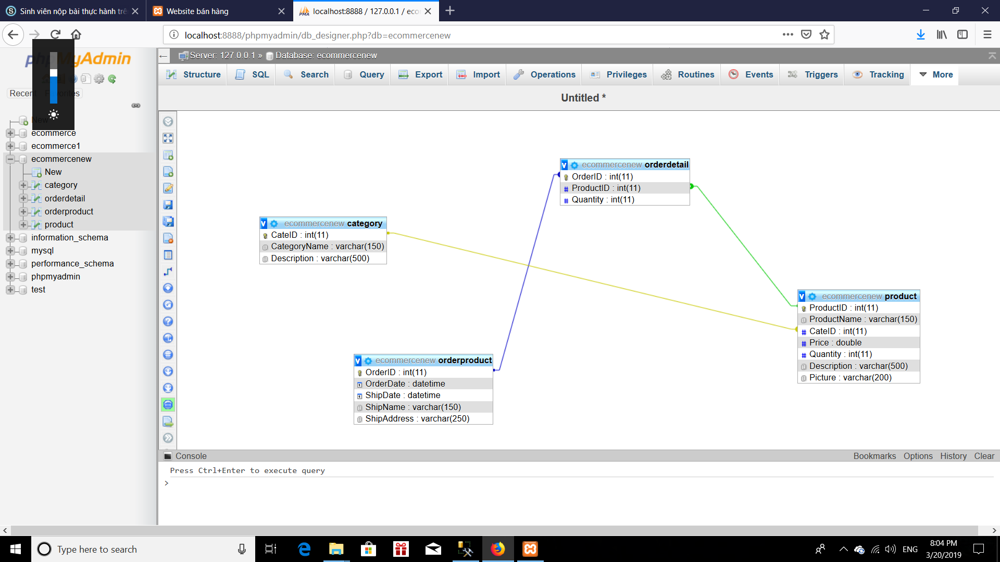 Sinh viên nộp bài thực hành trê
Website bán hàng
localhost:8888 / 127.0.0.1 / eco
localhost:8888/phpmyadmin/db_designer.php?db=ecommercenew
phpMyAdmin
Server: 127.0.0.1 » Database: ecommercenew
Structure SQL Search Query Export Import Operations Privileges Routines Events Triggers Tracking More
Recent Favorites
Untitled *
New
ecommerce
ecommerce1
ecommercenew
New
category
orderdetail
orderproduct
product
information_schema
mysql
performance_schema
phpmyadmin
test
ecommercenew orderdetail
OrderID : int(11)
ProductID : int(11)
Quantity : int(11)
ecommercenew category
CateID : int(11)
CategoryName : varchar(150)
Description : varchar(500)
ecommercenew product
ProductID : int(11)
ProductName : varchar(150)
CateID : int(11)
Price : double
Quantity : int(11)
Description : varchar(500)
Picture : varchar(200)
ecommercenew orderproduct
OrderID : int(11)
OrderDate : datetime
ShipDate : datetime
ShipName : varchar(150)
ShipAddress : varchar(250)
Console
Bookmarks Options History Clear
Press Ctrl+Enter to execute query
>
Type here to search
ENG
8:04 PM
3/20/2019